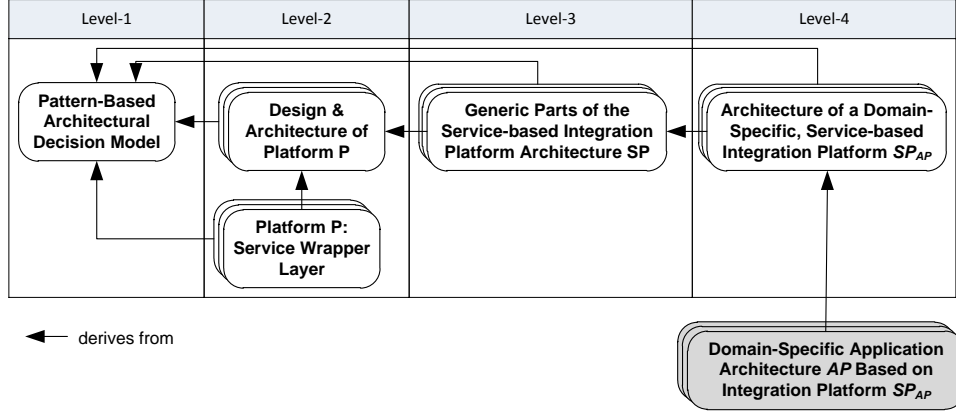 Level-1
Level-2
Level-3
Level-4
Pattern-Based
Architectural
Decision Model
Design &
Architecture of
Platform P
Generic Parts of the
Service-based Integration
Platform Architecture SP
Architecture of a Domain-
Specific, Service-based
Integration Platform SP_AP
Platform P:
Service Wrapper
Layer
derives from
Domain-Specific Application
Architecture AP Based on
Integration Platform SP_AP